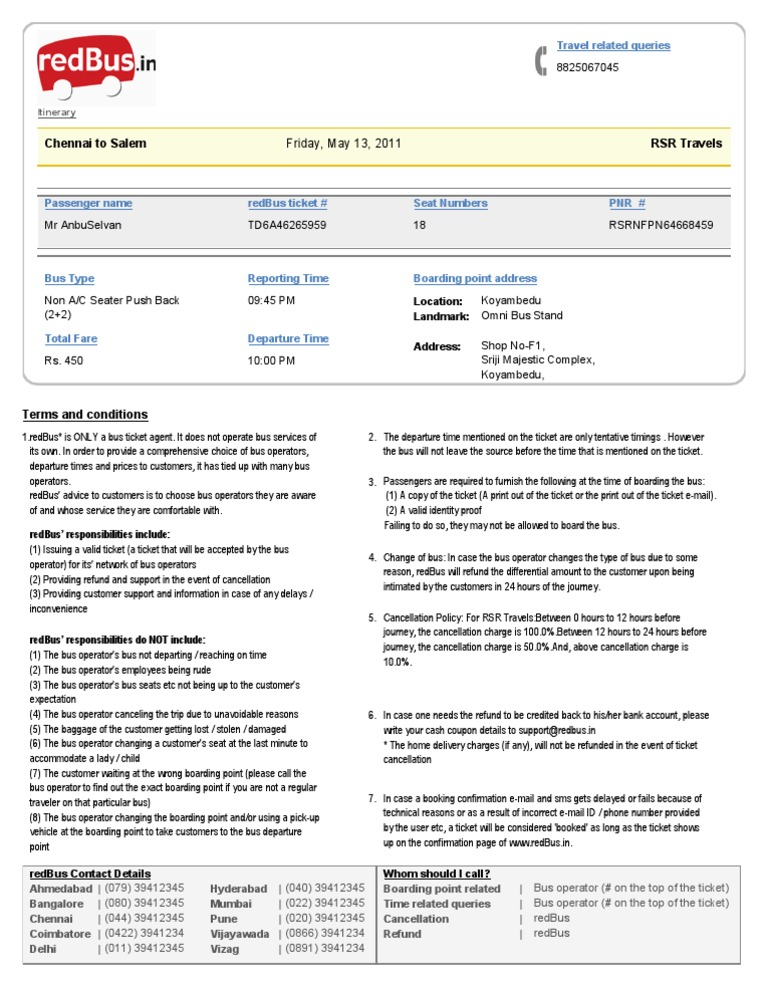 redBus.in
Travel related queries
8825067045
Itinerary
Chennai to Salem Friday, May 13, 2011 RSR Travels
Passenger name redBus ticket # Seat Numbers PNR #
Mr AnbuSelvan TD6A46265959 18 RSRNFPN64668459
Bus Type Reporting Time Boarding point address
Non A/C Seater Push Back 09:45 PM Location: Koyambedu
(2+2) Landmark: Omni Bus Stand
Total Fare Departure Time
Address: Shop No-F1,
Rs. 450 10:00 PM Sriji Majestic Complex,
Koyambedu,
Terms and conditions
1.redBus* is ONLY a bus ticket agent. It does not operate bus services of
its own. In order to provide a comprehensive choice of bus operators,
departure times and prices to customers, it has tied up with many bus
operators.
redBus' advice to customers is to choose bus operators they are aware
of and whose service they are comfortable with.
redBus' responsibilities include:
(1) Issuing a valid ticket (a ticket that will be accepted by the bus
operator) for its' network of bus operators
(2) Providing refund and support in the event of cancellation
(3) Providing customer support and information in case of any delays /
inconvenience
redBus' responsibilities do NOT include:
(1) The bus operator's bus not departing / reaching on time
(2) The bus operator's employees being rude
(3) The bus operator's bus seats etc not being up to the customer's
expectation
(4) The bus operator canceling the trip due to unavoidable reasons
(5) The baggage of the customer getting lost / stolen / damaged
(6) The bus operator changing a customer's seat at the last minute to
accommodate a lady / child
(7) The customer waiting at the wrong boarding point (please call the
bus operator to find out the exact boarding point if you are not a regular
traveler on that particular bus)
(8) The bus operator changing the boarding point and/or using a pick-up
vehicle at the boarding point to take customers to the bus departure
point
2. The departure time mentioned on the ticket are only tentative timings . However
the bus will not leave the source before the time that is mentioned on the ticket.
3. Passengers are required to furnish the following at the time of boarding the bus:
(1) A copy of the ticket (A print out of the ticket or the print out of the ticket e-mail).
(2) A valid identity proof
Failing to do so, they may not be allowed to board the bus.
4. Change of bus: In case the bus operator changes the type of bus due to some
reason, redBus will refund the differential amount to the customer upon being
intimated by the customers in 24 hours of the journey.
5. Cancellation Policy: For RSR Travels:Between 0 hours to 12 hours before
journey, the cancellation charge is 100.0%.Between 12 hours to 24 hours before
journey, the cancellation charge is 50.0%.And, above cancellation charge is
10.0%.
6. In case one needs the refund to be credited back to his/her bank account, please
write your cash coupon details to support@redbus.in
* The home delivery charges (if any), will not be refunded in the event of ticket
cancellation
7. In case a booking confirmation e-mail and sms gets delayed or fails because of
technical reasons or as a result of incorrect e-mail ID / phone number provided
by the user etc, a ticket will be considered 'booked' as long as the ticket shows
up on the confirmation page of www.redBus.in.
redBus Contact Details
Ahmedabad | (079) 39412345 Hyderabad | (040) 39412345
Bangalore | (080) 39412345 Mumbai | (022) 39412345
Chennai | (044) 39412345 Pune | (020) 39412345
Coimbatore | (0422) 3941234 Vijayawada | (0866) 3941234
Delhi | (011) 39412345 Vizag | (0891) 3941234
Whom should I call?
Boarding point related | Bus operator (# on the top of the ticket)
Time related queries | Bus operator (# on the top of the ticket)
Cancellation | redBus
Refund | redBus